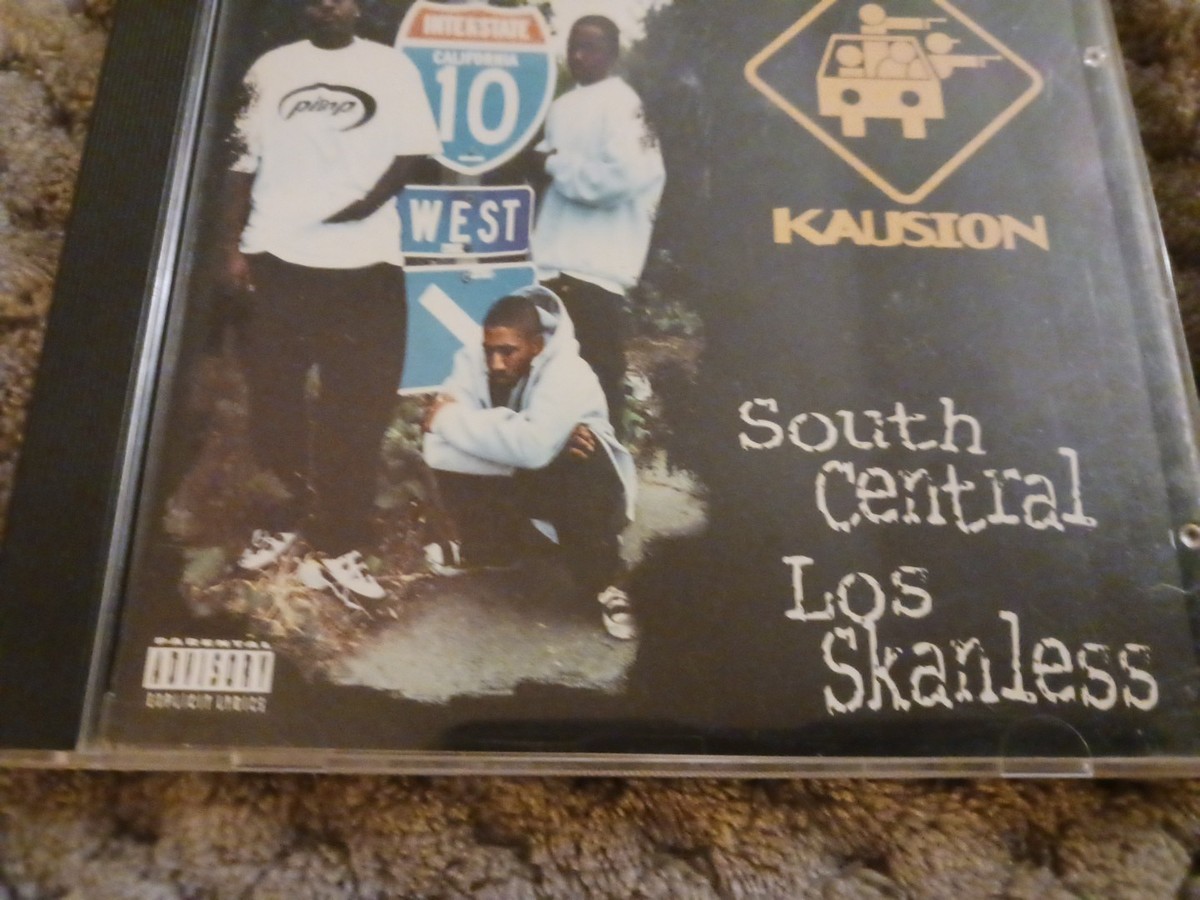 INTERSTATE
CALIFORNIA
10
pimp
WEST
KAUSION
South
Central
Los
Skanless
PARENTAL
ADVISORY
EXPLICIT LYRICS